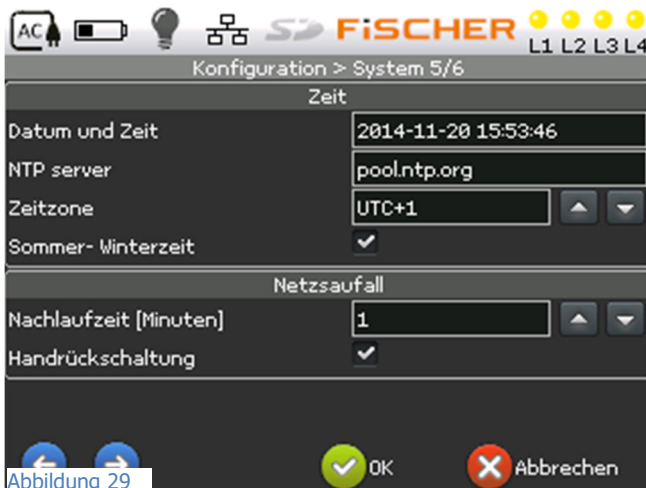 AC FiSCHER L1 L2 L3 L4
Konfiguration > System 5/6
Zeit
Datum und Zeit 2014-11-20 15:53:46
NTP server pool.ntp.org
Zeitzone UTC+1
Sommer- Winterzeit
Netzsaufall
Nachlaufzeit [Minuten] 1
Handrückschaltung
OK Abbrechen
Abbildung 29